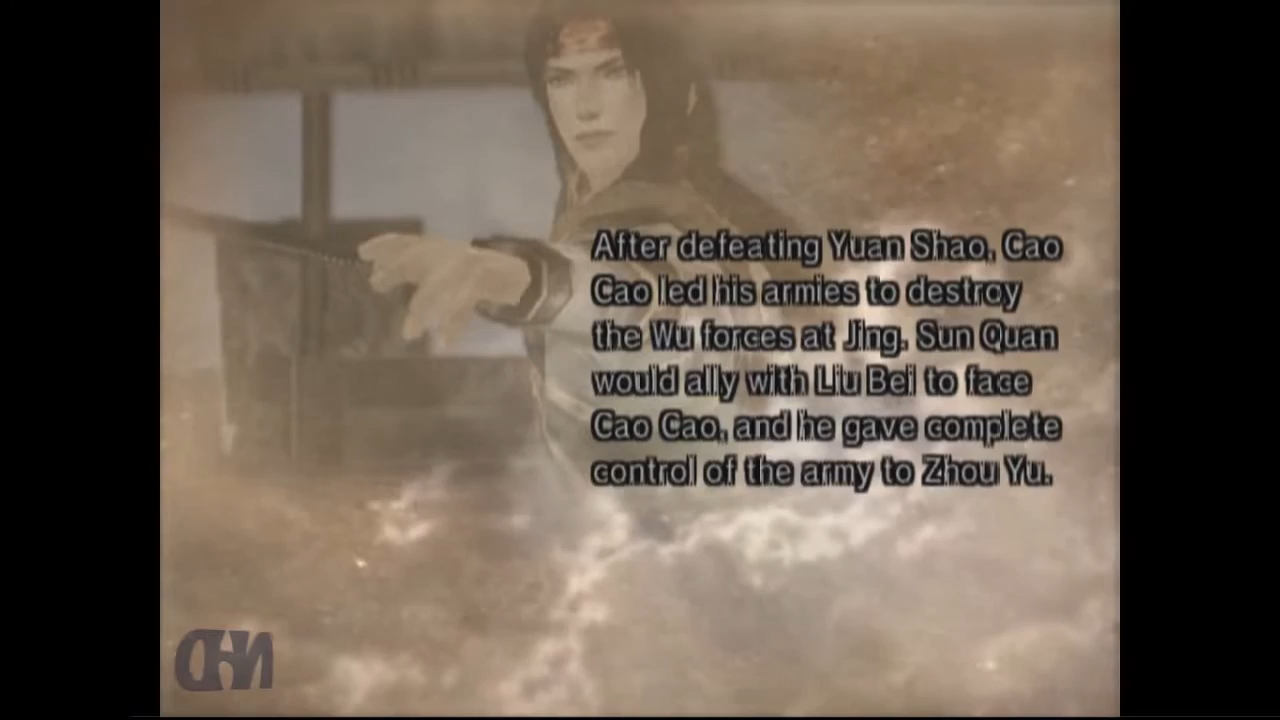 After defeating Yuan Shao, Cao
Cao led his armies to destroy
the Wu forces at Jing. Sun Quan
would ally with Liu Bei to face
Cao Cao, and he gave complete
control of the army to Zhou Yu.